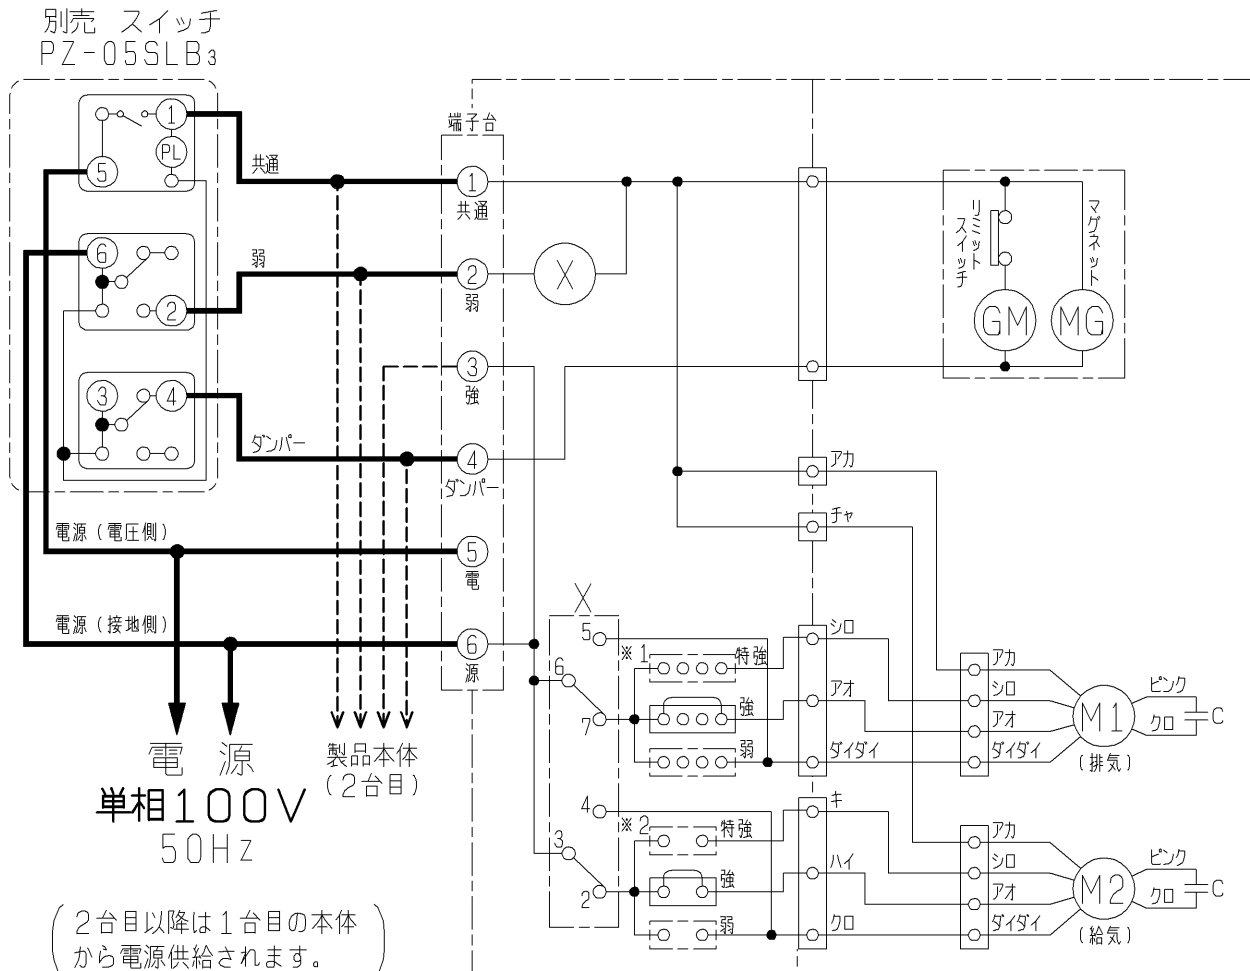 別売 スイッチ
PZ-05SLB₃
1
PL
5
6
2
3
4
共通
弱
ダンパー
電源(電圧側)
電源(接地側)
端子台
1
共通
2
弱
3
強
4
ダンパー
5
電
6
源
X
リミット
スイッチ
マグネット
GM
MG
アカ
チャ
X
5
6
7
4
3
2
※1
特強
強
弱
※2
特強
強
弱
シロ
アオ
ダイダイ
キ
ハイ
クロ
アカ
シロ
アオ
ダイダイ
M1
(排気)
ピンク
クロ
C
アカ
シロ
アオ
ダイダイ
M2
(給気)
ピンク
クロ
C
電 源
単相100V
50Hz
製品本体
(2台目)
2台目以降は1台目の本体
から電源供給されます。